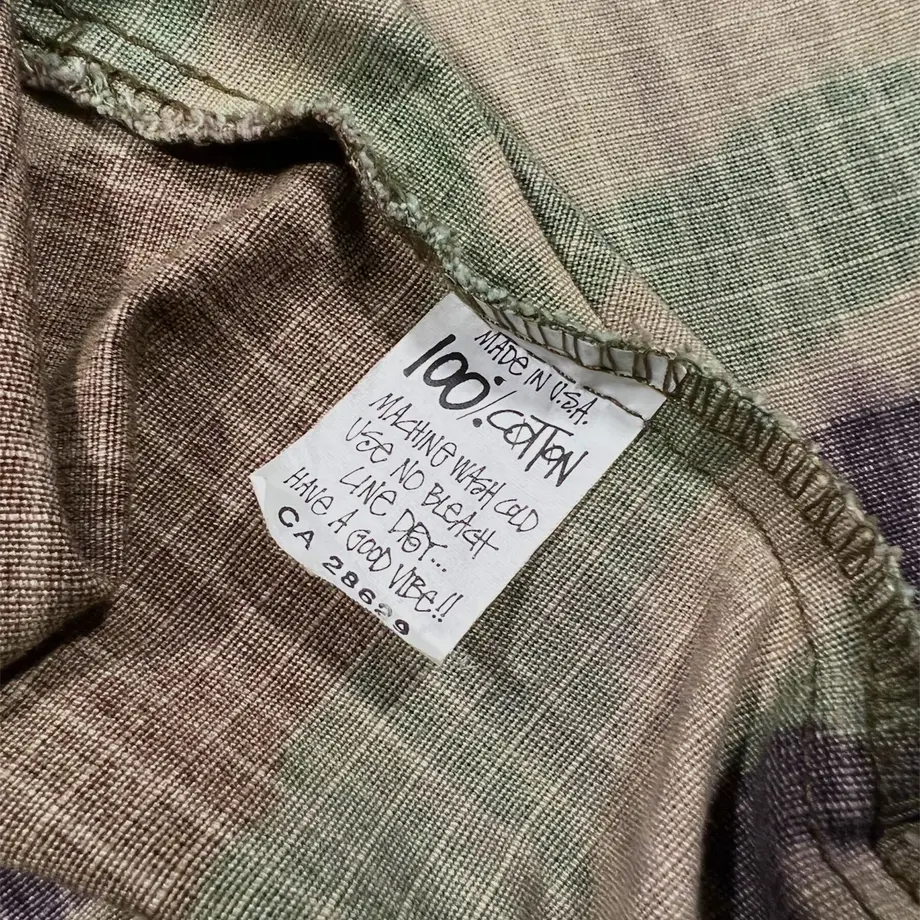 MADE IN U.S.A.
100% COTTON
MACHINE WASH COLD
USE NO BLEACH
LINE DRY...
HAVE A GOOD VIBE!!
CA 28629